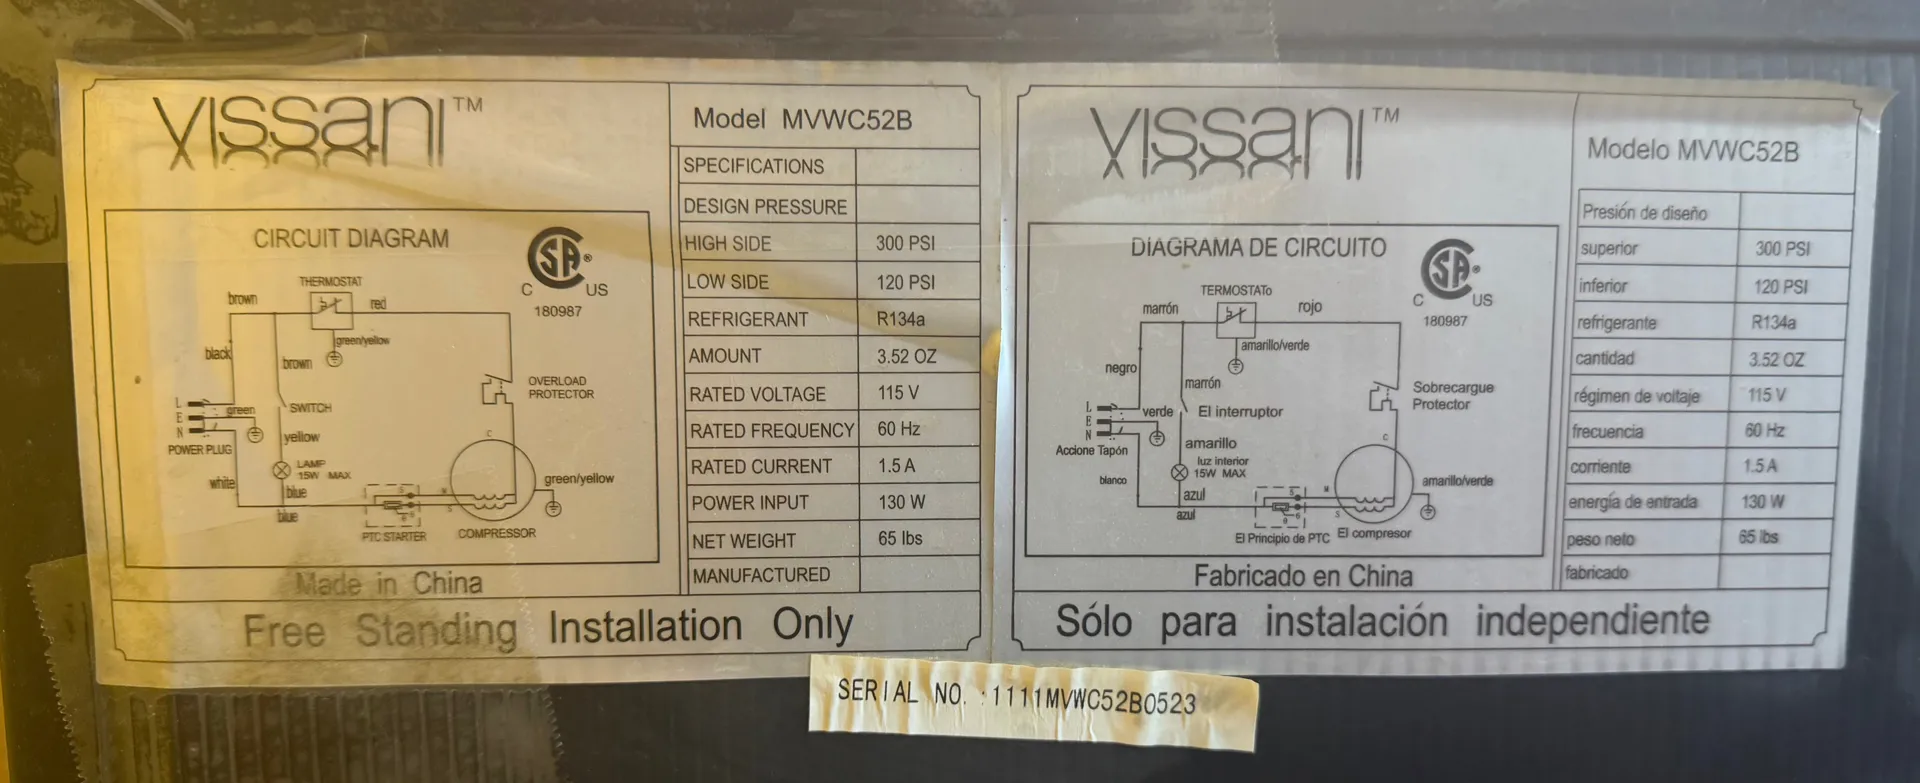 VISSANI™
Model MVWC52B
SPECIFICATIONS
DESIGN PRESSURE
HIGH SIDE 300 PSI
LOW SIDE 120 PSI
REFRIGERANT R134a
AMOUNT 3.52 OZ
RATED VOLTAGE 115 V
RATED FREQUENCY 60 Hz
RATED CURRENT 1.5 A
POWER INPUT 130 W
NET WEIGHT 65 lbs
MANUFACTURED
CIRCUIT DIAGRAM
CSA®
C US
180987
THERMOSTAT
brown
red
green/yellow
black
brown
OVERLOAD
PROTECTOR
L
E
N
green
SWITCH
POWER PLUG
yellow
LAMP
15W MAX
white
blue
blue
S
M
C
S
green/yellow
PTC STARTER
COMPRESSOR
Made in China
Free Standing Installation Only
VISSANI™
Modelo MVWC52B
Presión de diseño
superior 300 PSI
inferior 120 PSI
refrigerante R134a
cantidad 3.52 OZ
régimen de voltaje 115 V
frecuencia 60 Hz
corriente 1.5 A
energía de entrada 130 W
peso neto 65 lbs
fabricado
DIAGRAMA DE CIRCUITO
CSA®
C US
180987
TERMOSTATo
marrón
rojo
amarillo/verde
negro
marrón
Sobrecargue
Protector
L
E
N
verde
El interruptor
Accione Tapón
amarillo
luz interior
15W MAX
blanco
azul
azul
S
M
C
S
amarillo/verde
El Principio de PTC
El compresor
Fabricado en China
Sólo para instalación independiente
SERIAL NO.:1111MVWC52B0523